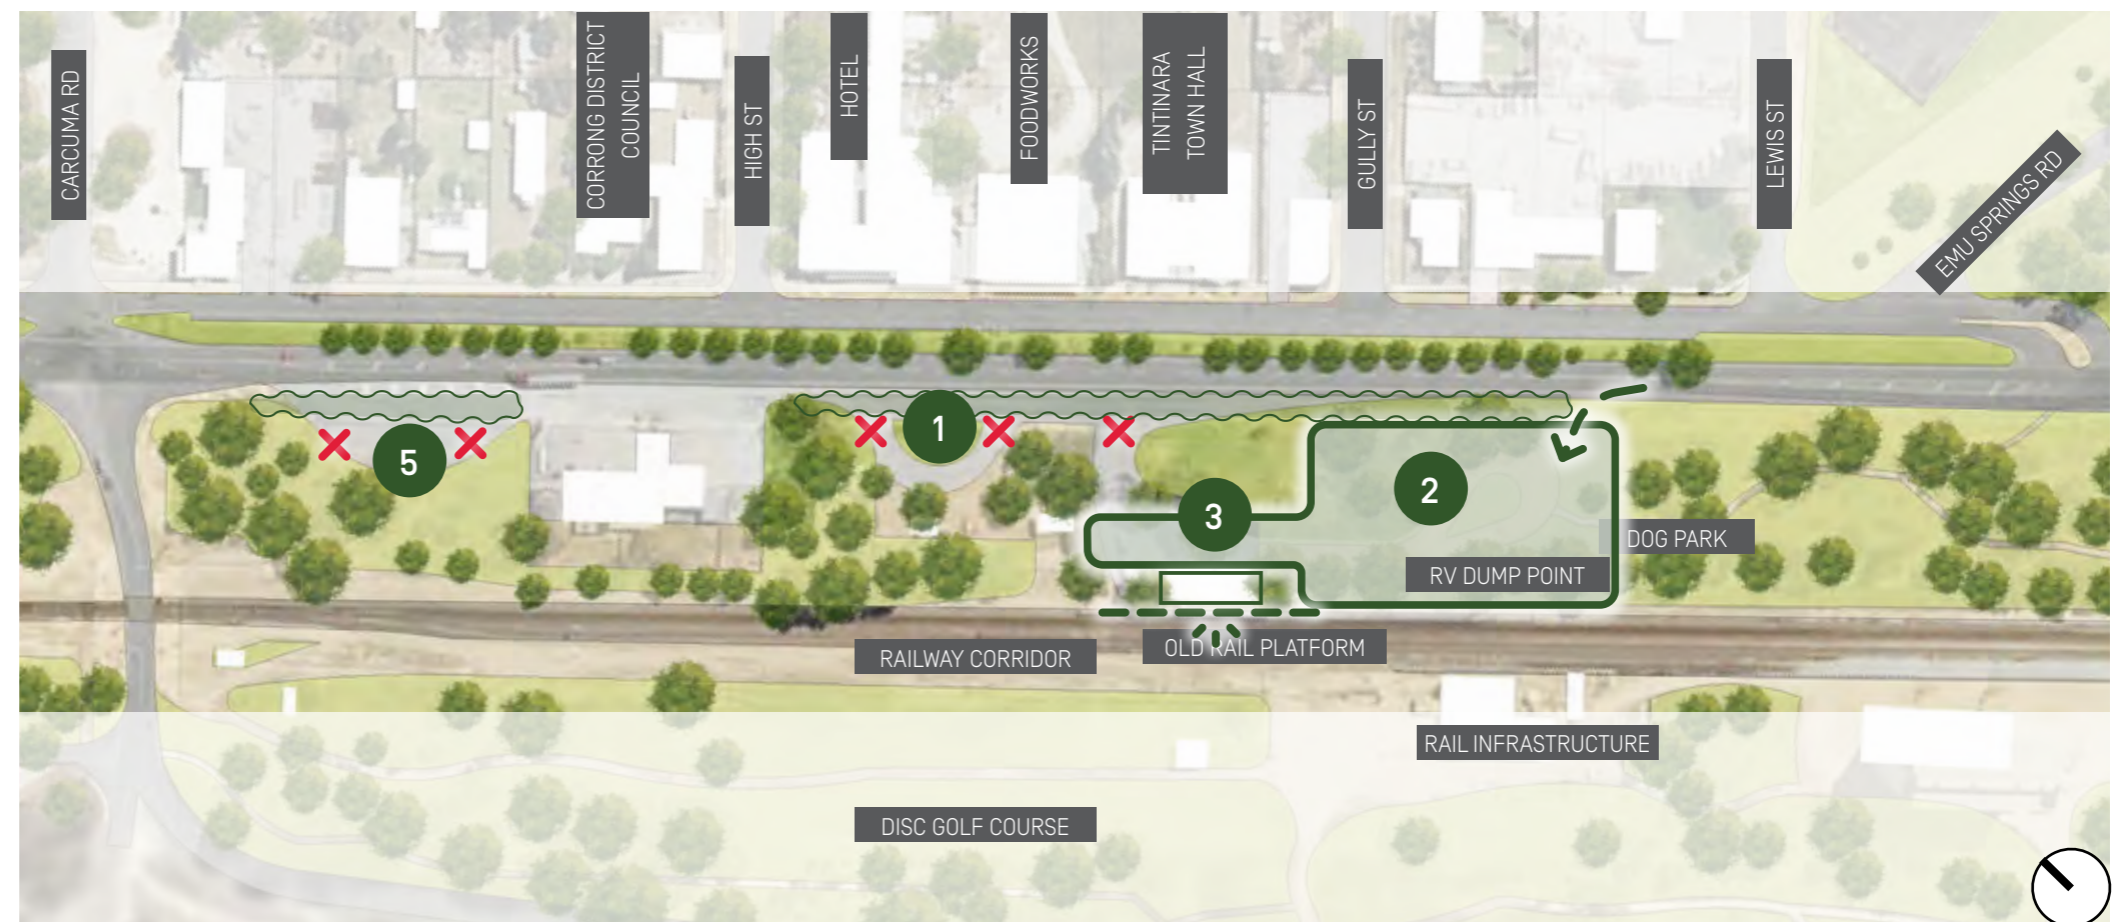 CARCUMA RD
CORRONG DISTRICT
COUNCIL
HIGH ST
HOTEL
FOODWORKS
TINTINARA
TOWN HALL
GULLY ST
LEWIS ST
EMU SPRINGS RD
1
5
2
3
DOG PARK
RV DUMP POINT
RAILWAY CORRIDOR
OLD RAIL PLATFORM
RAIL INFRASTRUCTURE
DISC GOLF COURSE